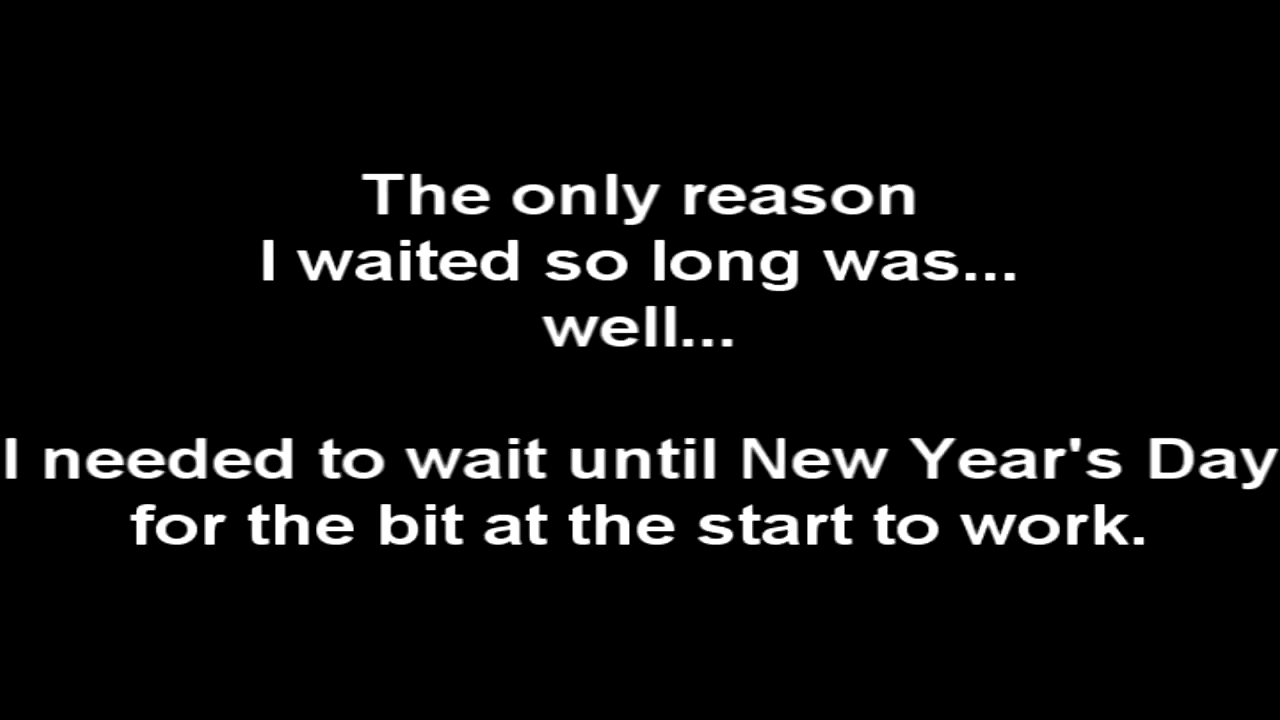 The only reason
I waited so long was...
well...
I needed to wait until New Year's Day
for the bit at the start to work.